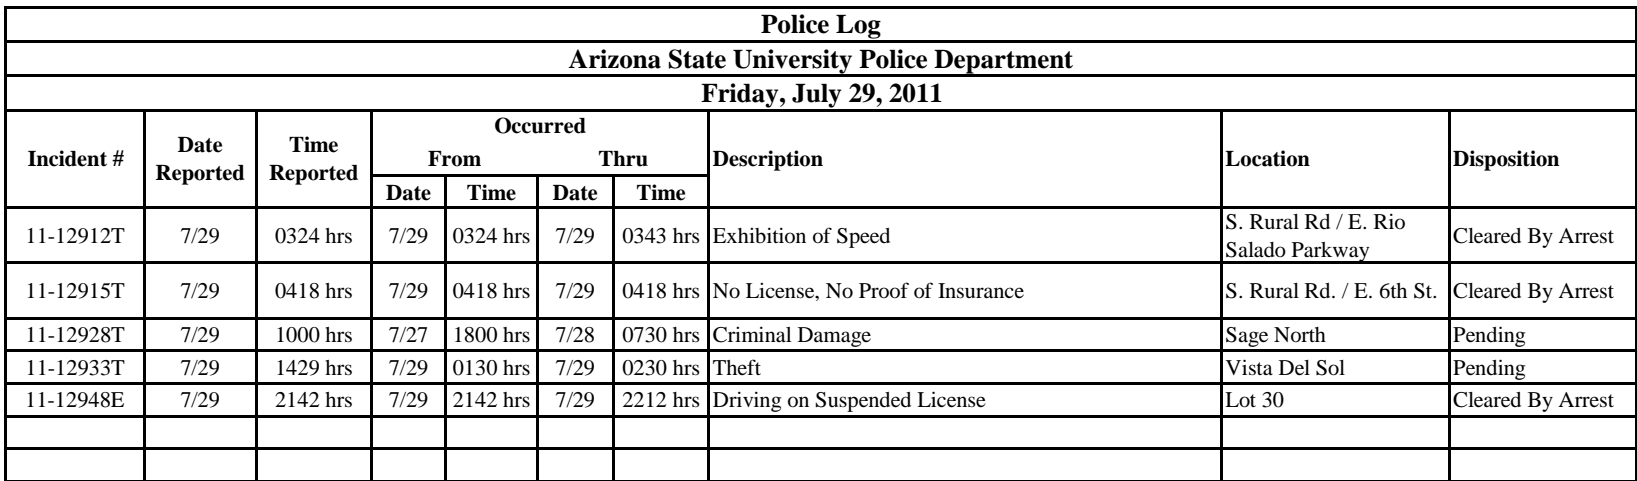 Police Log
Arizona State University Police Department
Friday, July 29, 2011
Incident # Date Reported Time Reported Occurred Description Location Disposition
From Thru
Date Time Date Time
11-12912T 7/29 0324 hrs 7/29 0324 hrs 7/29 0343 hrs Exhibition of Speed S. Rural Rd / E. Rio Salado Parkway Cleared By Arrest
11-12915T 7/29 0418 hrs 7/29 0418 hrs 7/29 0418 hrs No License, No Proof of Insurance S. Rural Rd. / E. 6th St. Cleared By Arrest
11-12928T 7/29 1000 hrs 7/27 1800 hrs 7/28 0730 hrs Criminal Damage Sage North Pending
11-12933T 7/29 1429 hrs 7/29 0130 hrs 7/29 0230 hrs Theft Vista Del Sol Pending
11-12948E 7/29 2142 hrs 7/29 2142 hrs 7/29 2212 hrs Driving on Suspended License Lot 30 Cleared By Arrest